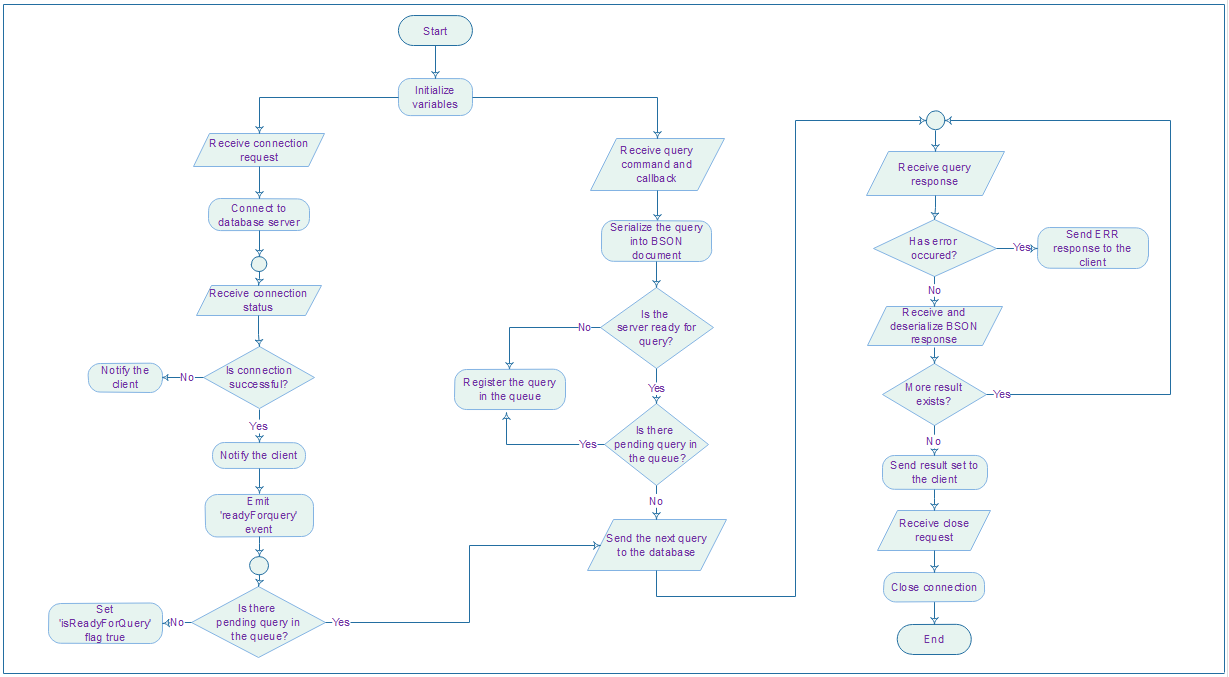 Start
Initialize
variables
Receive connection
request
Connect to
database server
Receive connection
status
Is connection
successful?
No
Notify the
client
Yes
Notify the client
Emit
'readyForquery'
event
Is there
pending query in
the queue?
No
Set
'isReadyForQuery'
flag true
Yes
Receive query
command and
callback
Serialize the query
into BSON
document
Is the
server ready for
query?
No
Register the query
in the queue
Yes
Is there
pending query in
the queue?
Yes
No
Send the next query
to the database
Receive query
response
Has error
occured?
Yes
Send ERR
response to the
client
No
Receive and
deserialize BSON
response
More result
exists?
Yes
No
Send result set to
the client
Receive close
request
Close connection
End